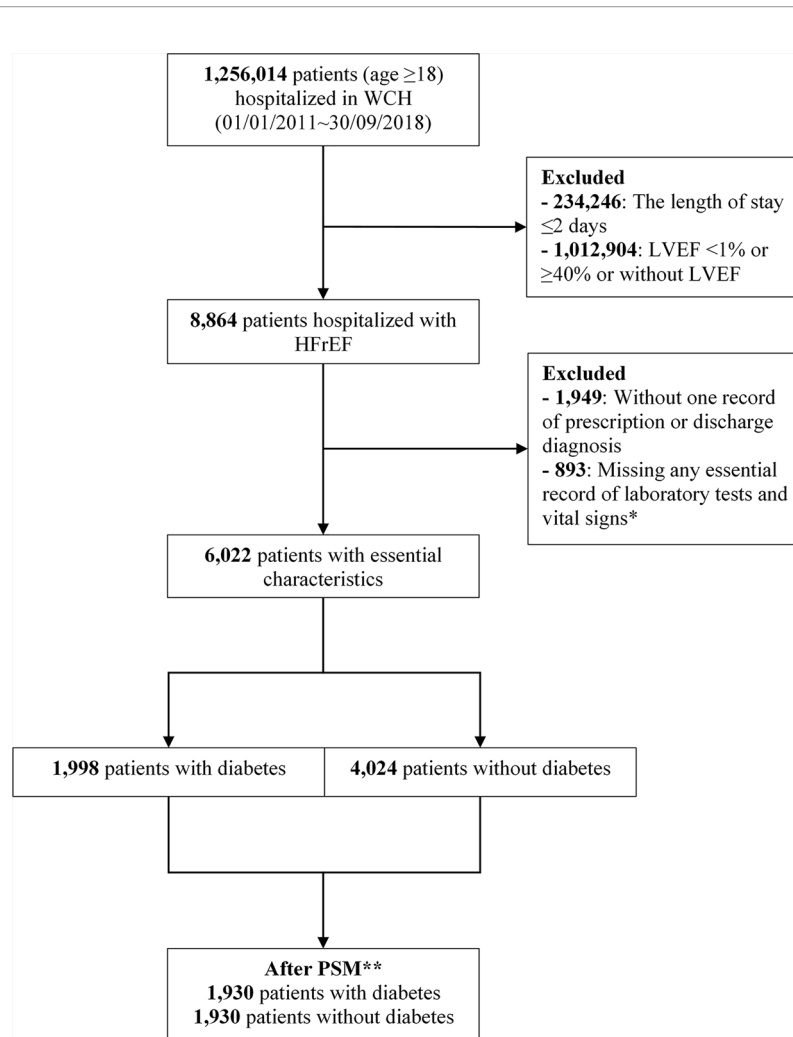 1,256,014 patients (age ≥18)
hospitalized in WCH
(01/01/2011~30/09/2018)
Excluded
- 234,246: The length of stay
≤2 days
- 1,012,904: LVEF <1% or
≥40% or without LVEF
8,864 patients hospitalized with
HFrEF
Excluded
- 1,949: Without one record
of prescription or discharge
diagnosis
- 893: Missing any essential
record of laboratory tests and
vital signs*
6,022 patients with essential
characteristics
1,998 patients with diabetes
4,024 patients without diabetes
After PSM**
1,930 patients with diabetes
1,930 patients without diabetes